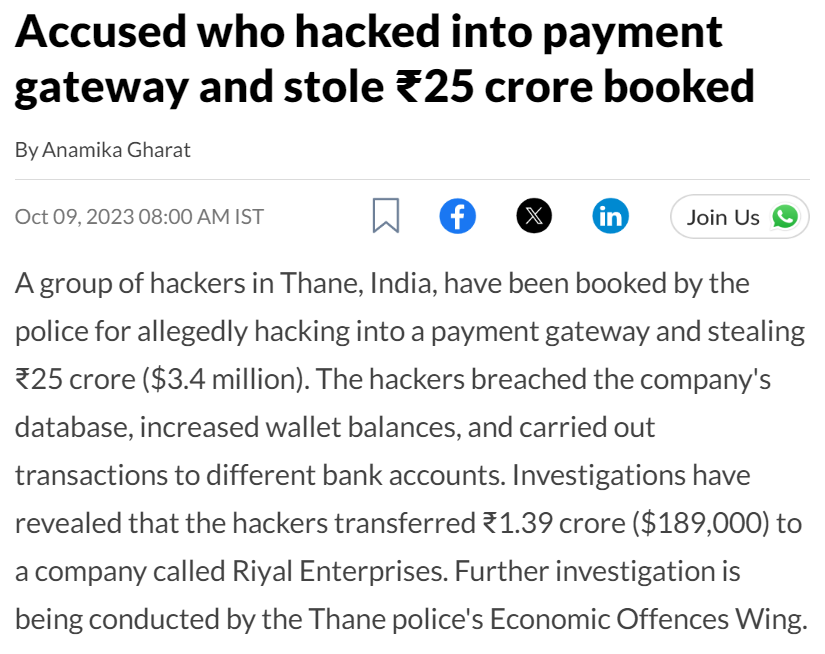 Accused who hacked into payment
gateway and stole ₹25 crore booked
By Anamika Gharat
Oct 09, 2023 08:00 AM IST
Join Us
A group of hackers in Thane, India, have been booked by the
police for allegedly hacking into a payment gateway and stealing
₹25 crore ($3.4 million). The hackers breached the company's
database, increased wallet balances, and carried out
transactions to different bank accounts. Investigations have
revealed that the hackers transferred ₹1.39 crore ($189,000) to
a company called Riyal Enterprises. Further investigation is
being conducted by the Thane police's Economic Offences Wing.